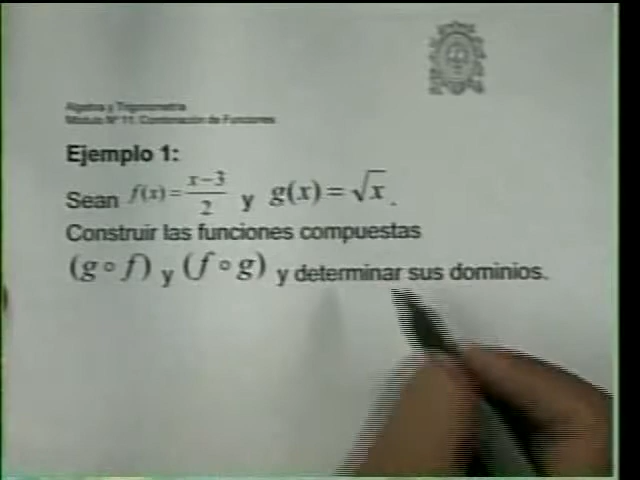 Algebra y Trigonometría
Módulo Nº 11: Combinación de Funciones
Ejemplo 1:
Sean f(x) = x-3/2 y g(x) = √x.
Construir las funciones compuestas
(g ∘ f) y (f ∘ g) y determinar sus dominios.